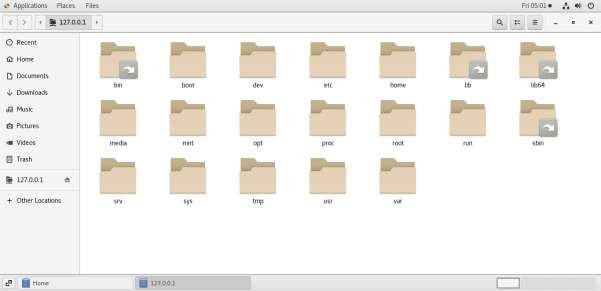 Applications Places Files Fri 05:01
127.0.0.1
Recent
Home
Documents
Downloads
Music
Pictures
Videos
Trash
127.0.0.1
+ Other Locations
bin boot dev etc home lib lib64
media mnt opt proc root run sbin
srv sys tmp usr var
Home 127.0.0.1